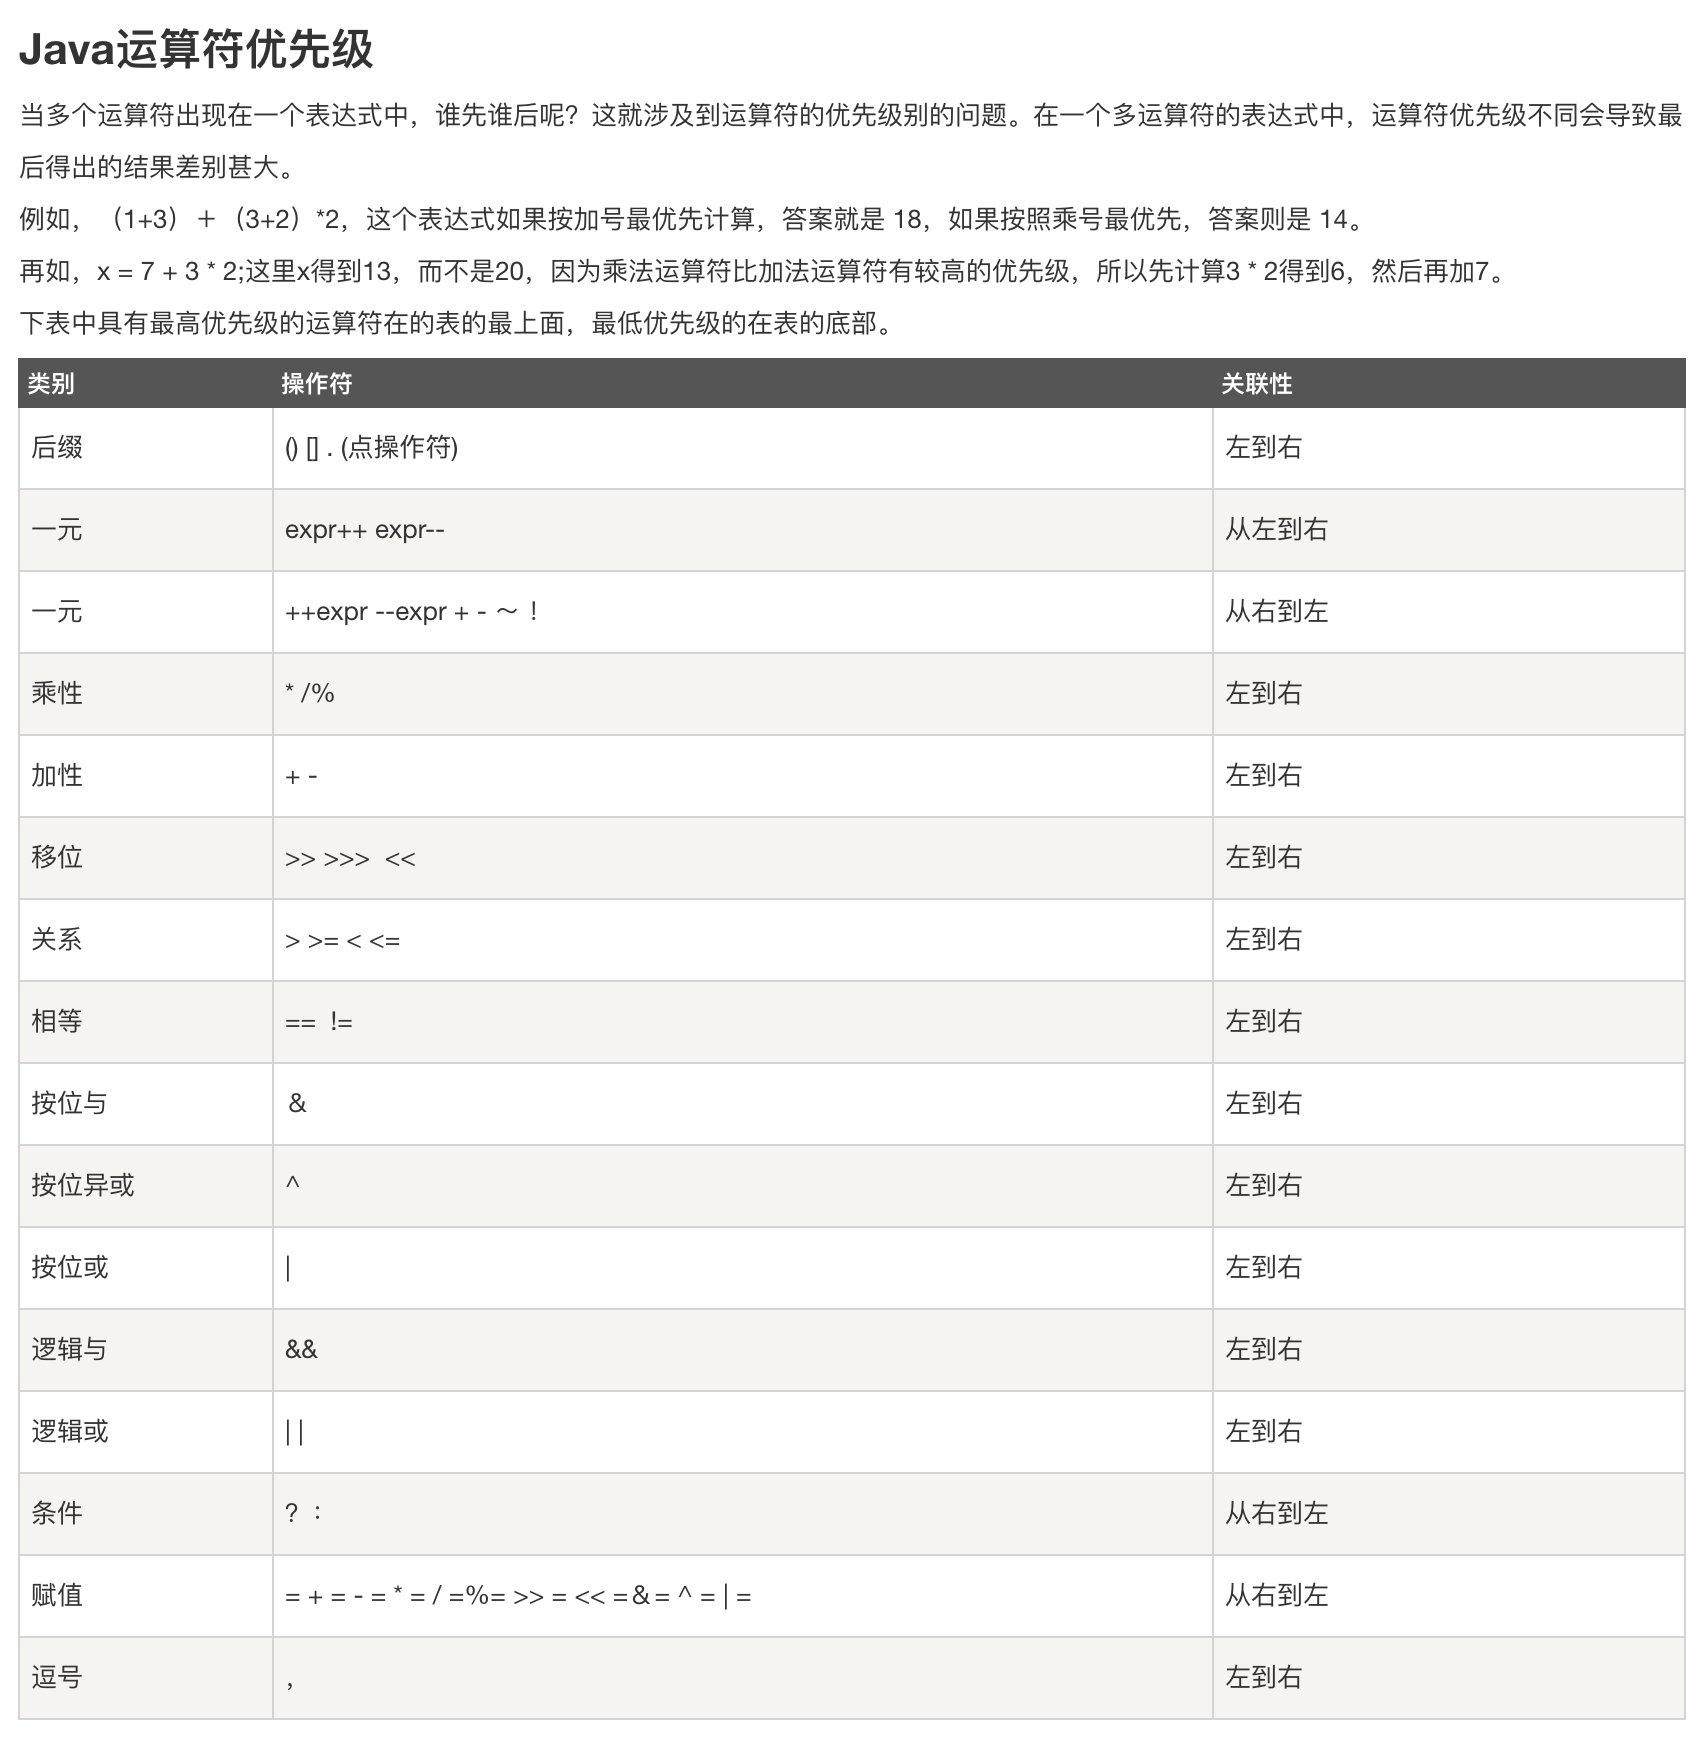 Java运算符优先级
当多个运算符出现在一个表达式中，谁先谁后呢？这就涉及到运算符的优先级别的问题。在一个多运算符的表达式中，运算符优先级不同会导致最
后得出的结果差别甚大。
例如，（1+3）＋（3+2）*2，这个表达式如果按加号最优先计算，答案就是 18，如果按照乘号最优先，答案则是 14。
再如，x = 7 + 3 * 2;这里x得到13，而不是20，因为乘法运算符比加法运算符有较高的优先级，所以先计算3 * 2得到6，然后再加7。
下表中具有最高优先级的运算符在的表的最上面，最低优先级的在表的底部。
类别 操作符 关联性
后缀 () [] . (点操作符) 左到右
一元 expr++ expr-- 从左到右
一元 ++expr --expr + - ～ ！ 从右到左
乘性 * /% 左到右
加性 + - 左到右
移位 >> >>>  << 左到右
关系 > >= < <= 左到右
相等 ==  != 左到右
按位与 ＆ 左到右
按位异或 ^ 左到右
按位或 | 左到右
逻辑与 && 左到右
逻辑或 | | 左到右
条件 ？： 从右到左
赋值 = + = - = * = / =%= >> = << =＆= ^ = | = 从右到左
逗号 ， 左到右